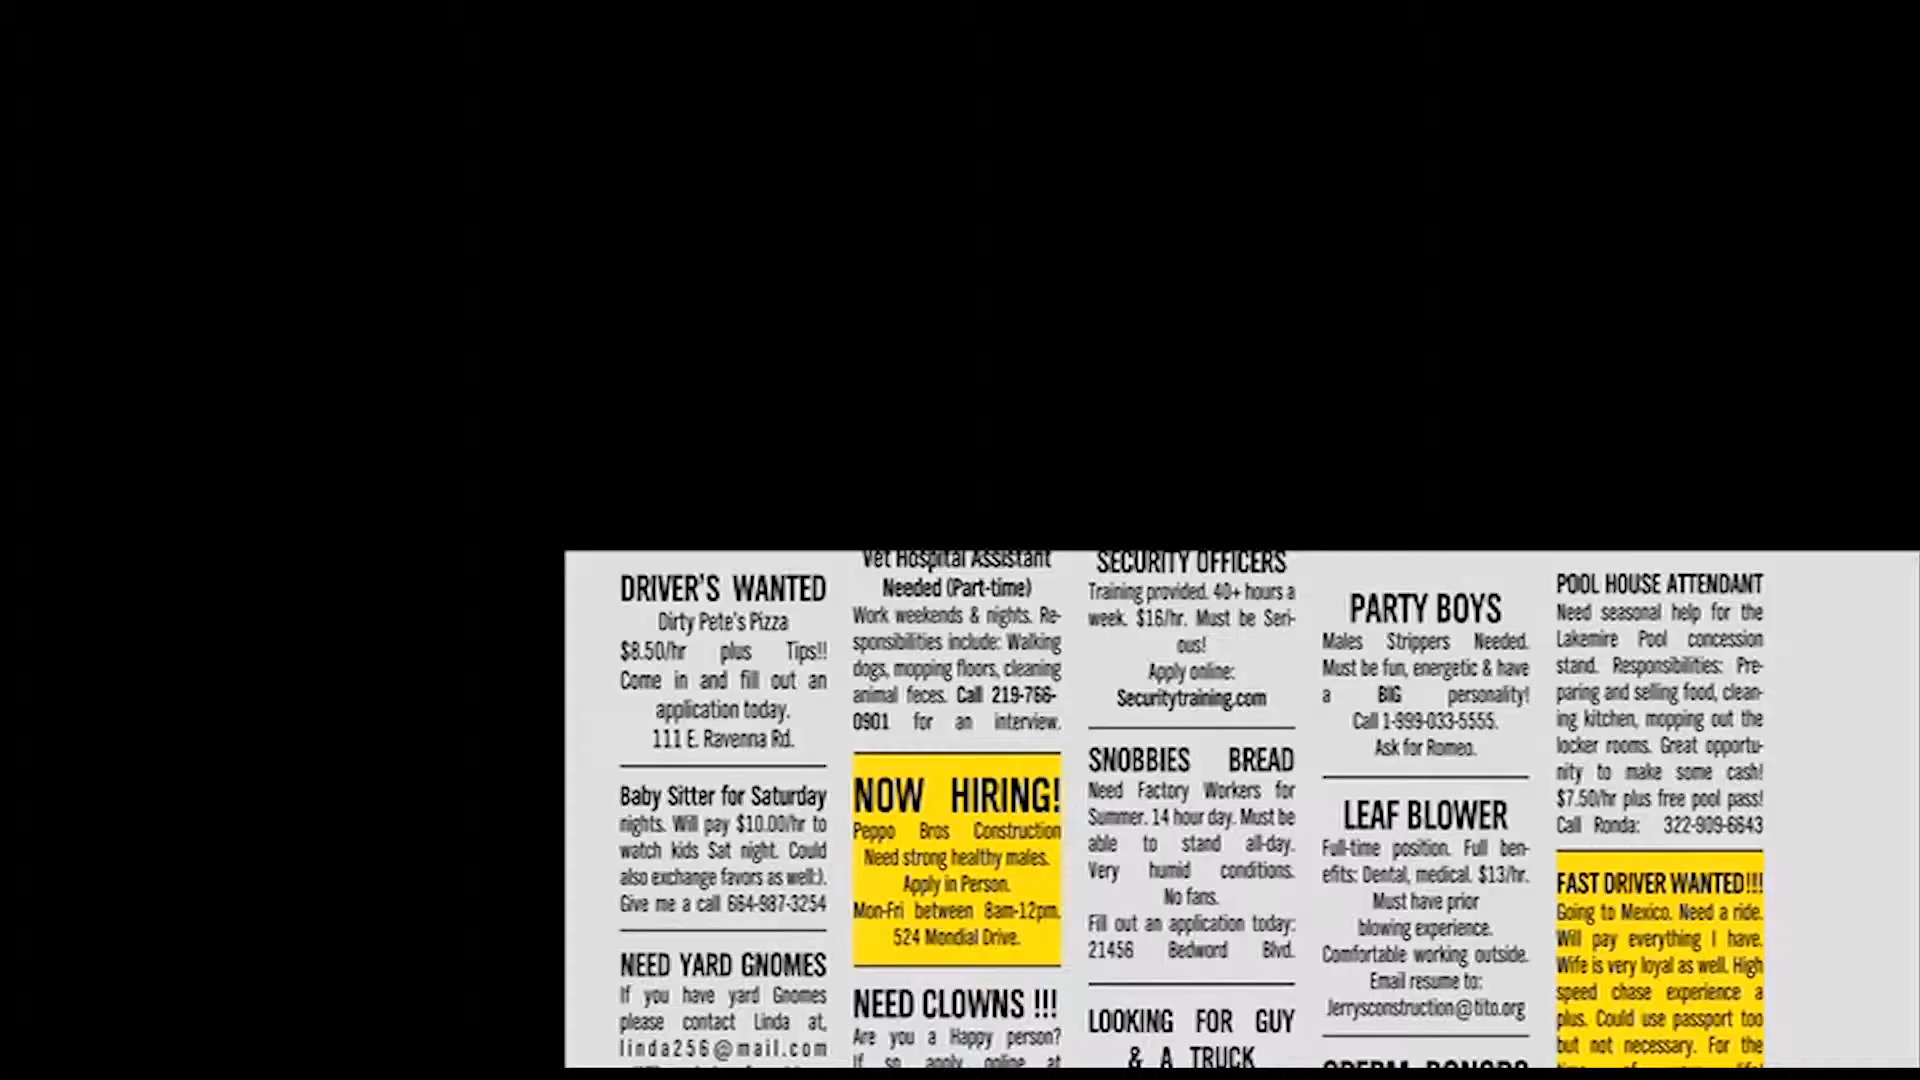 DRIVER'S WANTED
Dirty Pete's Pizza
$8.50/hr plus Tips!!
Come in and fill out an
application today.
111 E. Ravenna Rd.
Baby Sitter for Saturday
nights. Will pay $10.00/hr to
watch kids Sat night. Could
also exchange favors as well:).
Give me a call 664-987-3254
NEED YARD GNOMES
If you have yard Gnomes
please contact Linda at,
linda256@mail.com
Vet Hospital Assistant
Needed (Part-time)
Work weekends & nights. Re-
sponsibilities include: Walking
dogs, mopping floors, cleaning
animal feces. Call 219-766-
0901 for an interview.
NOW HIRING!
Peppo Bros Construction
Need strong healthy males.
Apply in Person.
Mon-Fri between 8am-12pm.
524 Mondial Drive.
NEED CLOWNS !!!
Are you a Happy person?
If so apply online at
SECURITY OFFICERS
Training provided. 40+ hours a
week. $16/hr. Must be Seri-
ous!
Apply online:
Securitytraining.com
SNOBBIES BREAD
Need Factory Workers for
Summer. 14 hour day. Must be
able to stand all-day.
Very humid conditions.
No fans.
Fill out an application today:
21456 Bedword Blvd.
LOOKING FOR GUY
& A TRUCK
PARTY BOYS
Males Strippers Needed.
Must be fun, energetic & have
a BIG personality!
Call 1-999-033-5555.
Ask for Romeo.
LEAF BLOWER
Full-time position. Full ben-
efits: Dental, medical. $13/hr.
Must have prior
blowing experience.
Comfortable working outside.
Email resume to:
Jerrysconstruction@tito.org
SPERM DONORS
POOL HOUSE ATTENDANT
Need seasonal help for the
Lakemire Pool concession
stand. Responsibilities: Pre-
paring and selling food, clean-
ing kitchen, mopping out the
locker rooms. Great opportu-
nity to make some cash!
$7.50/hr plus free pool pass!
Call Ronda: 322-909-6643
FAST DRIVER WANTED!!!
Going to Mexico. Need a ride.
Will pay everything I have.
Wife is very loyal as well. High
speed chase experience a
plus. Could use passport too
but not necessary. For the